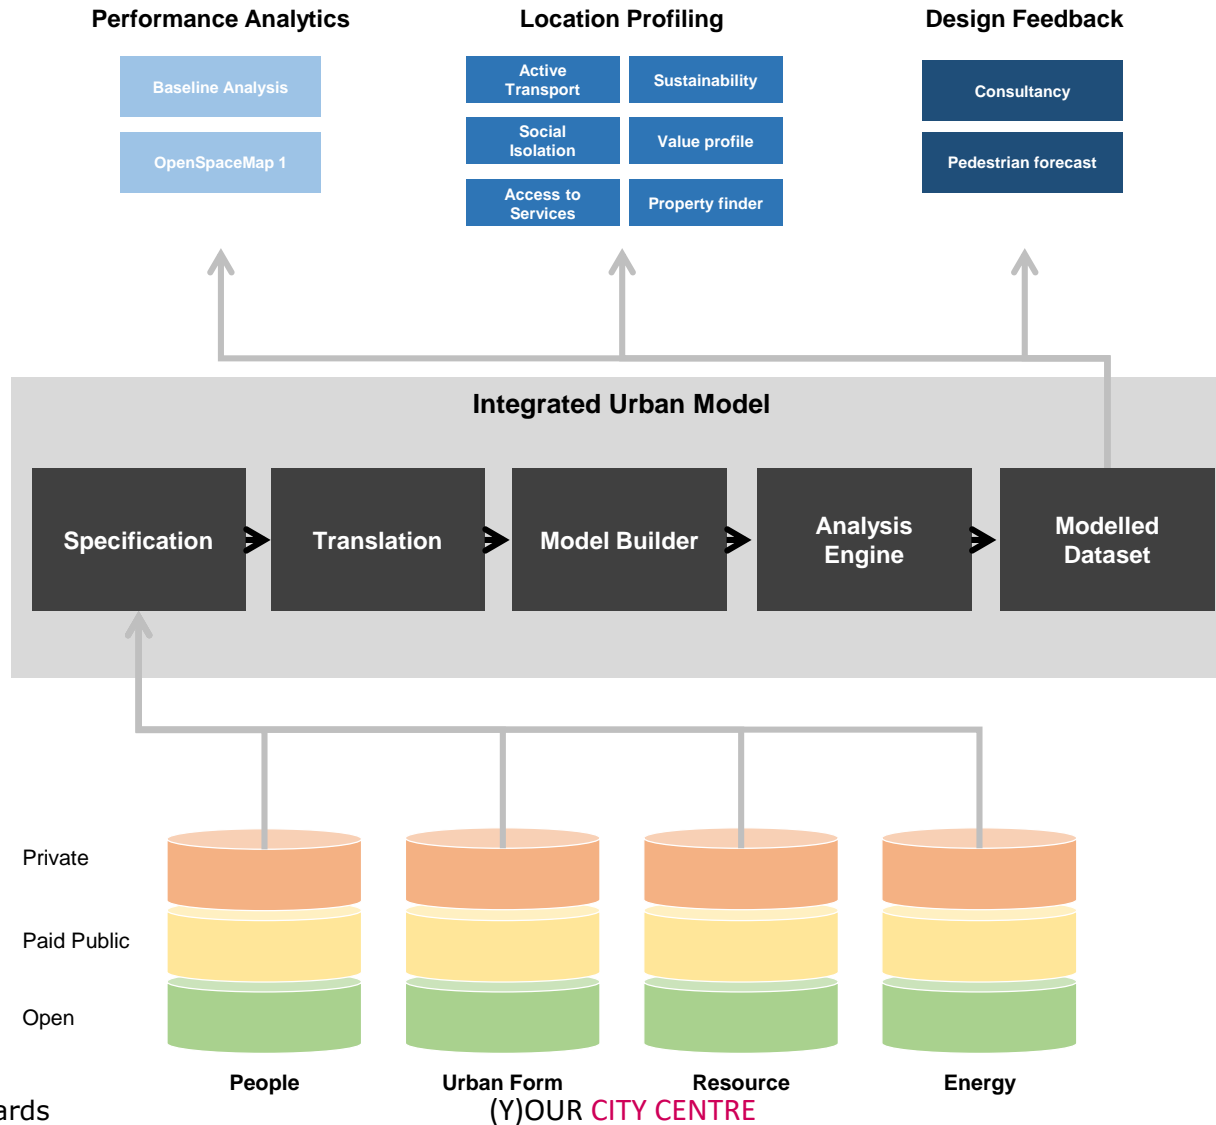 Performance Analytics
Location Profiling
Design Feedback
Baseline Analysis
OpenSpaceMap 1
Active
Transport
Sustainability
Social
Isolation
Value profile
Access to
Services
Property finder
Consultancy
Pedestrian forecast
Integrated Urban Model
Specification
Translation
Model Builder
Analysis
Engine
Modelled
Dataset
Private
Paid Public
Open
People
Urban Form
Resource
Energy
ards
(Y)OUR CITY CENTRE